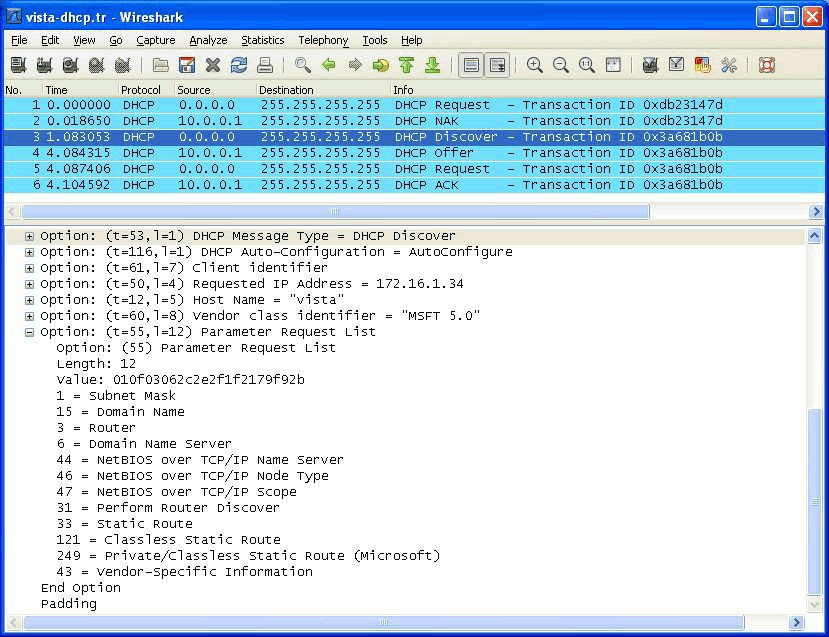 vista-dhcp.tr - Wireshark
File Edit View Go Capture Analyze Statistics Telephony Tools Help
No. Time Protocol Source Destination Info
1 0.000000 DHCP 0.0.0.0 255.255.255.255 DHCP Request - Transaction ID 0xdb23147d
2 0.018650 DHCP 10.0.0.1 255.255.255.255 DHCP NAK - Transaction ID 0xdb23147d
3 1.083053 DHCP 0.0.0.0 255.255.255.255 DHCP Discover - Transaction ID 0x3a681b0b
4 4.084315 DHCP 10.0.0.1 255.255.255.255 DHCP Offer - Transaction ID 0x3a681b0b
5 4.087406 DHCP 0.0.0.0 255.255.255.255 DHCP Request - Transaction ID 0x3a681b0b
6 4.104592 DHCP 10.0.0.1 255.255.255.255 DHCP ACK - Transaction ID 0x3a681b0b
Option: (t=53,l=1) DHCP Message Type = DHCP Discover
Option: (t=116,l=1) DHCP Auto-Configuration = AutoConfigure
Option: (t=61,l=7) Client identifier
Option: (t=50,l=4) Requested IP Address = 172.16.1.34
Option: (t=12,l=5) Host Name = "vista"
Option: (t=60,l=8) Vendor class identifier = "MSFT 5.0"
Option: (t=55,l=12) Parameter Request List
Option: (55) Parameter Request List
Length: 12
Value: 010f03062c2e2f1f2179f92b
1 = Subnet Mask
15 = Domain Name
3 = Router
6 = Domain Name Server
44 = NetBIOS over TCP/IP Name Server
46 = NetBIOS over TCP/IP Node Type
47 = NetBIOS over TCP/IP Scope
31 = Perform Router Discover
33 = Static Route
121 = Classless Static Route
249 = Private/Classless Static Route (Microsoft)
43 = Vendor-Specific Information
End Option
Padding